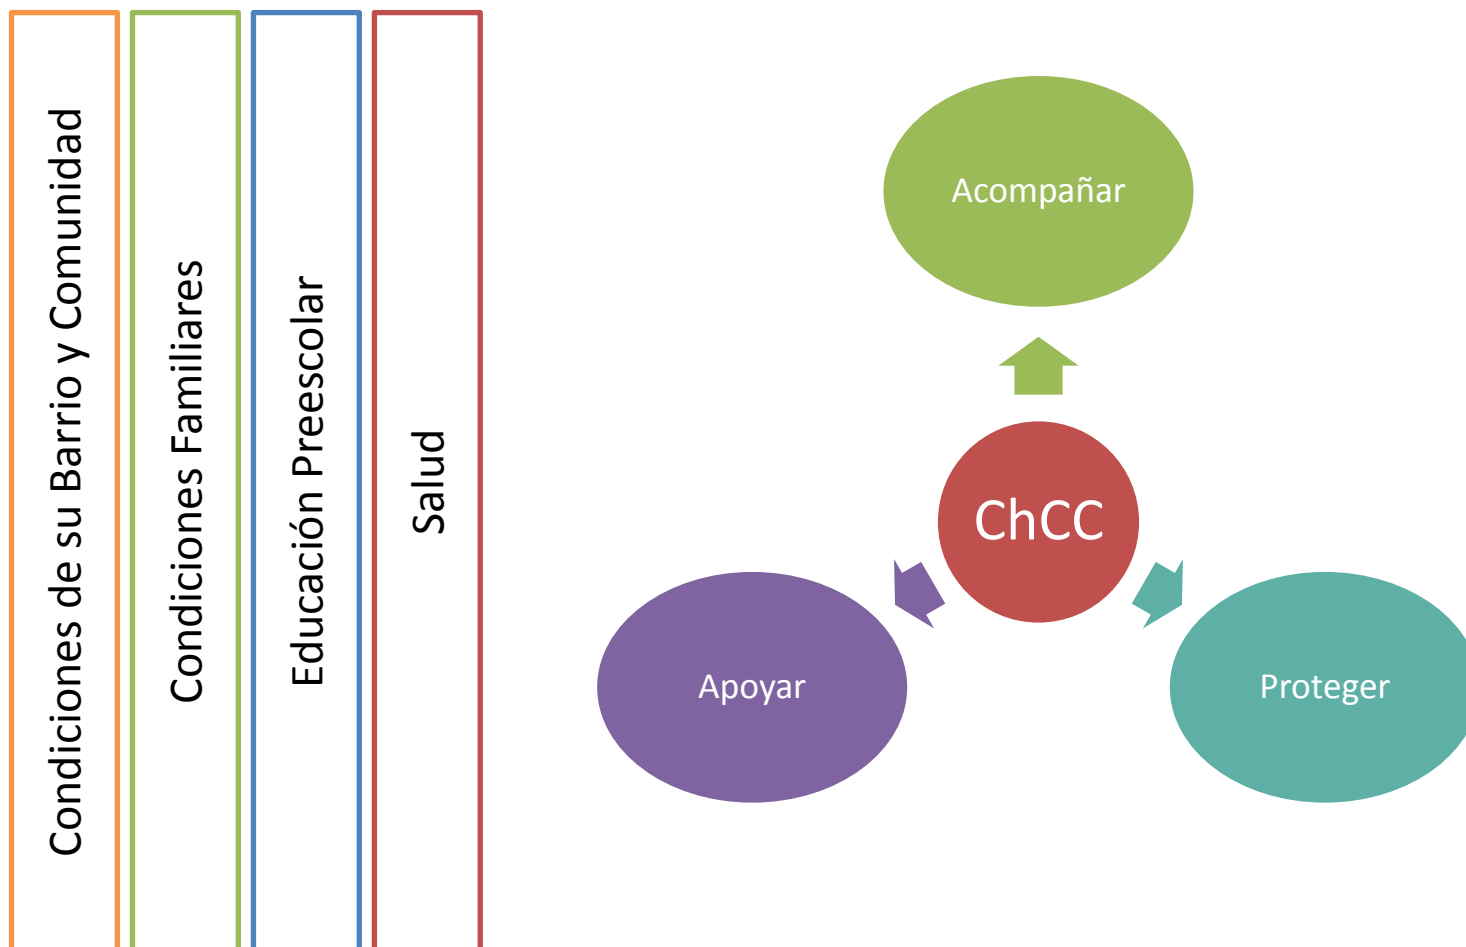 Condiciones de su Barrio y Comunidad
Condiciones Familiares
Educación Preescolar
Salud
Acompañar
ChCC
Apoyar
Proteger